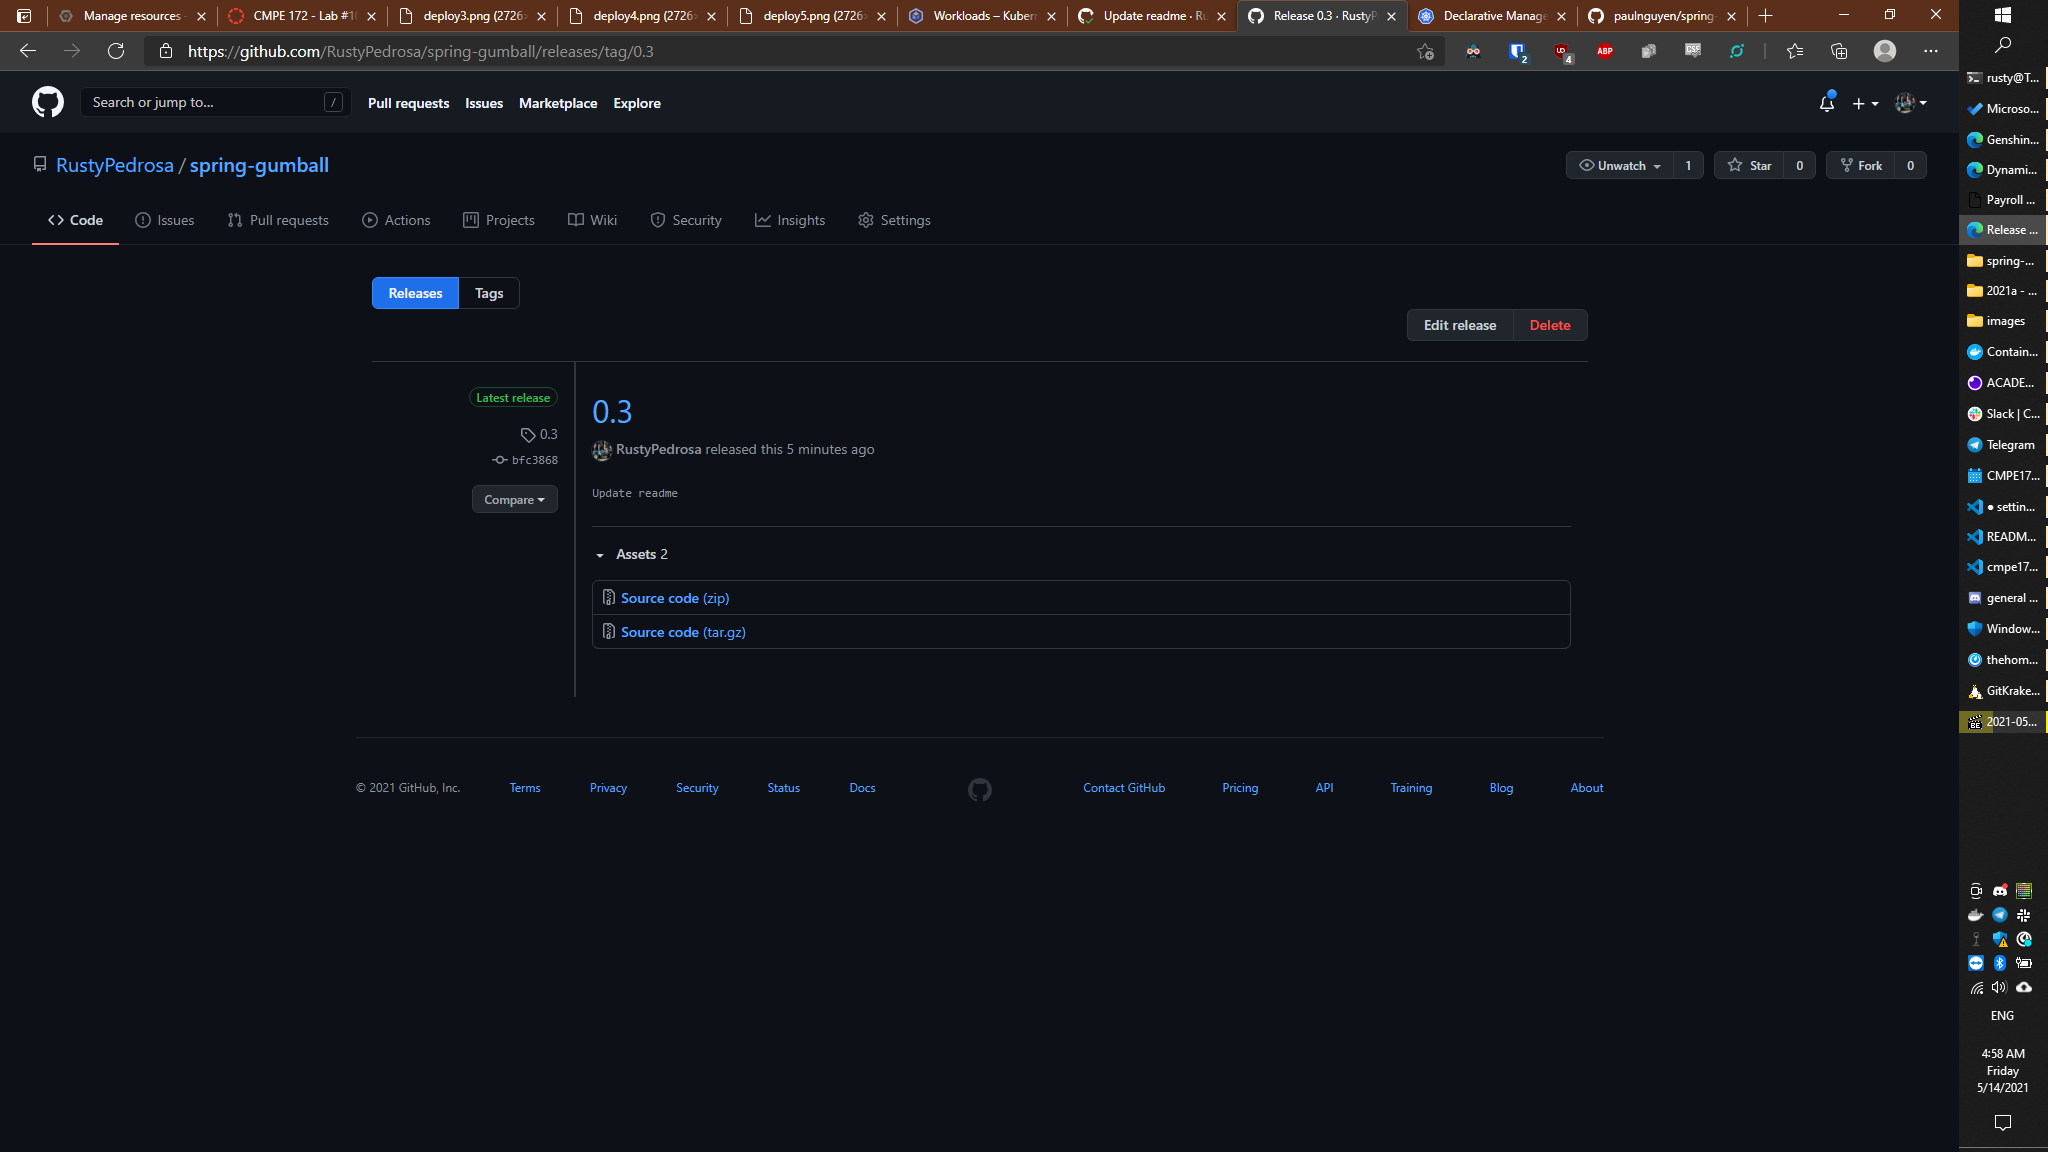 Manage resources -
CMPE 172 - Lab #10
deploy3.png (2726×
deploy4.png (2726×
deploy5.png (2726×
Workloads – Kubern
Update readme · Ru
Release 0.3 · RustyP
Declarative Manage
paulnguyen/spring-
https://github.com/RustyPedrosa/spring-gumball/releases/tag/0.3
2
4
ABP
Search or jump to...
/
Pull requests
Issues
Marketplace
Explore
RustyPedrosa / spring-gumball
Unwatch
1
Star
0
Fork
0
Code
Issues
Pull requests
Actions
Projects
Wiki
Security
Insights
Settings
Releases
Tags
Edit release
Delete
Latest release
0.3
bfc3868
Compare
0.3
RustyPedrosa released this 5 minutes ago
Update readme
Assets 2
Source code (zip)
Source code (tar.gz)
© 2021 GitHub, Inc.
Terms
Privacy
Security
Status
Docs
Contact GitHub
Pricing
API
Training
Blog
About
rusty@T...
Microso...
Genshin...
Dynami...
Payroll ...
Release ...
spring-...
2021a - ...
images
Contain...
ACADE...
Slack | C...
Telegram
CMPE17...
● settin...
READM...
cmpe17...
general ...
Window...
thehom...
GitKrake...
2021-05...
ENG
4:58 AM
Friday
5/14/2021